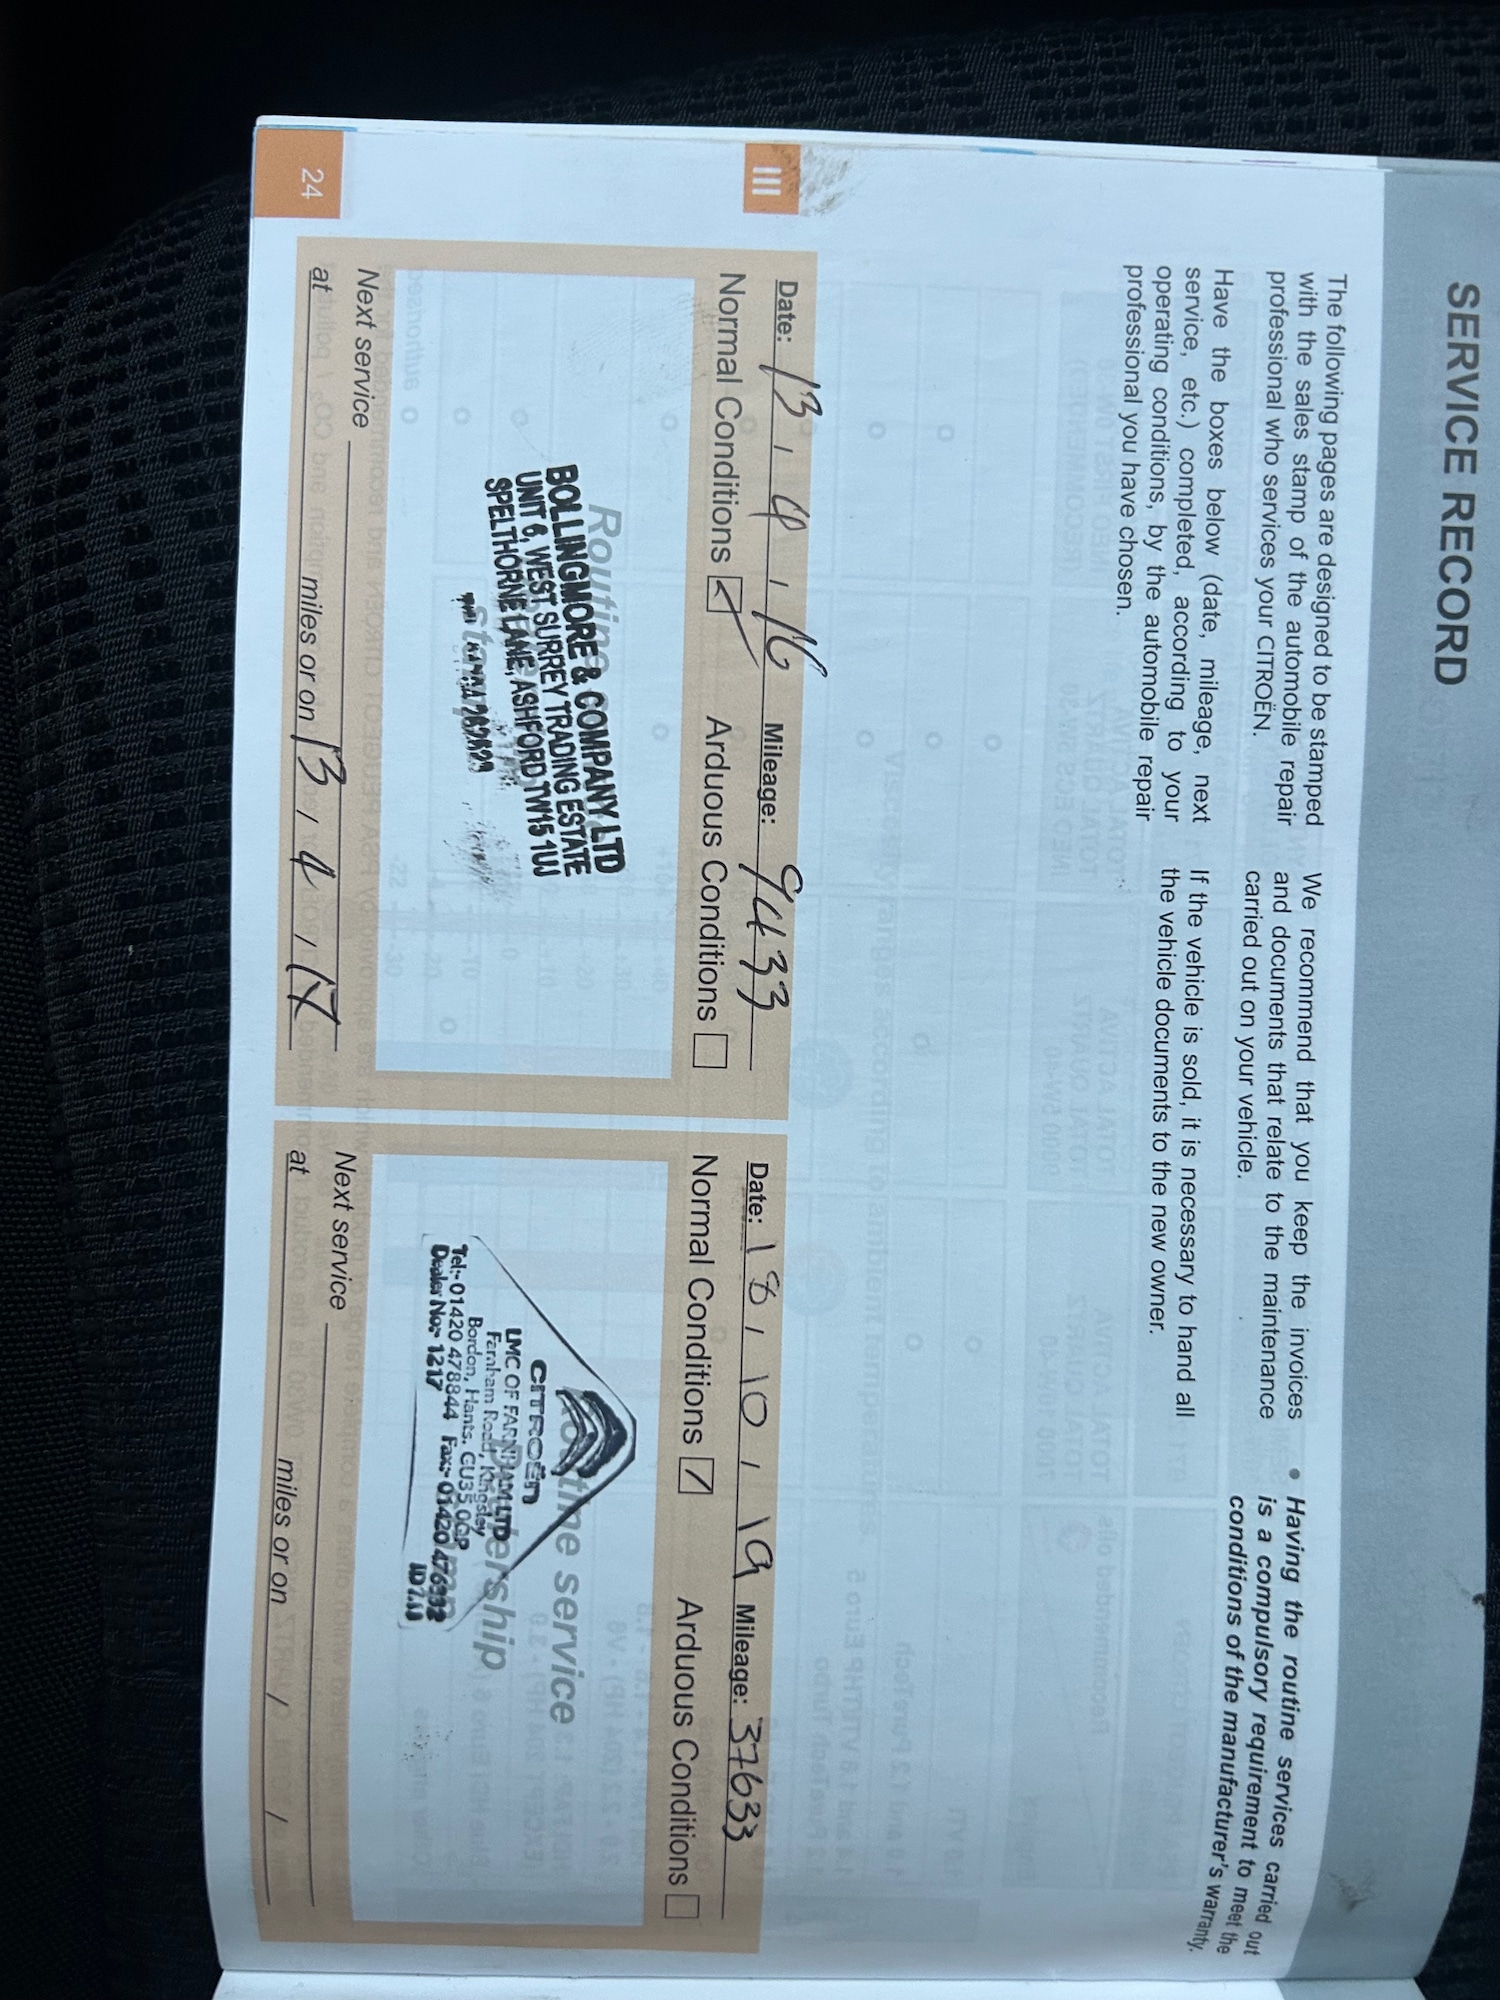 SERVICE RECORD
The following pages are designed to be stamped
with the sales stamp of the automobile repair
professional who services your CITROËN.
Have the boxes below (date, mileage, next
service, etc.) completed, according to your
operating conditions, by the automobile repair
professional you have chosen.
We recommend that you keep the invoices
and documents that relate to the maintenance
carried out on your vehicle.
If the vehicle is sold, it is necessary to hand all
the vehicle documents to the new owner.
• Having the routine services carried out
is a compulsory requirement to meet the
conditions of the manufacturer's warranty.
III
Date: 13 / 4 / 16 Mileage: 9433
Normal Conditions Arduous Conditions
Routine
BOLLINGMORE & COMPANY LTD
UNIT 6, WEST SURREY TRADING ESTATE
SPELTHORNE LANE, ASHFORD TW15 1UJ
Next service
at miles or on 13 / 4 / 17
Date: 18 / 10 / 19 Mileage: 37633
Normal Conditions Arduous Conditions
Routine service
CITROËN
LMC OF FARNHAM LTD
Farnham Road, Kingsley
Bordon, Hants. GU35 0QP
Tel:- 01420 478844 Fax:- 01420 476992
Dealer No:- 1217
Next service
at miles or on / /
24